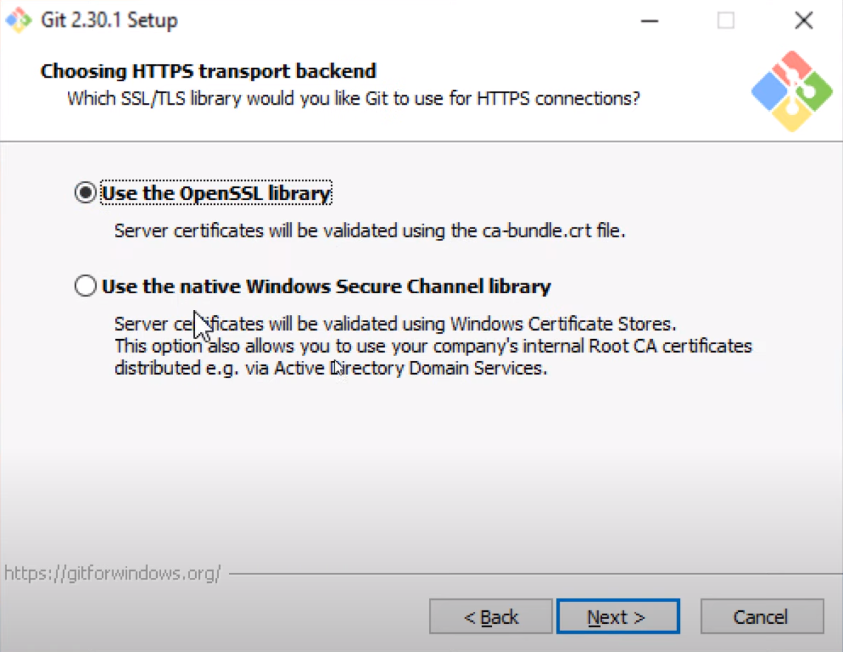 Git 2.30.1 Setup
Choosing HTTPS transport backend
Which SSL/TLS library would you like Git to use for HTTPS connections?
Use the OpenSSL library
Server certificates will be validated using the ca-bundle.crt file.
Use the native Windows Secure Channel library
Server certificates will be validated using Windows Certificate Stores.
This option also allows you to use your company's internal Root CA certificates
distributed e.g. via Active Directory Domain Services.
https://gitforwindows.org/
< Back
Next >
Cancel